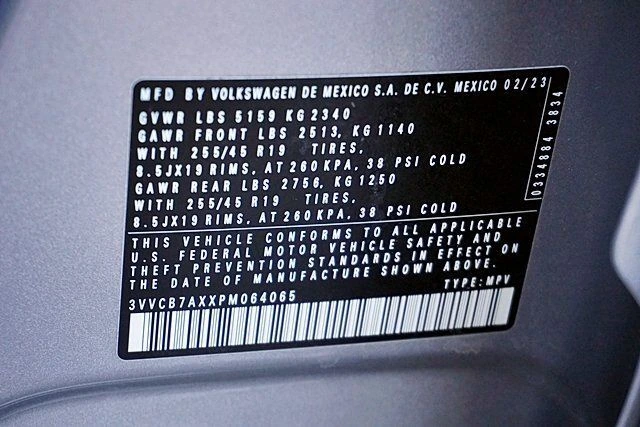 MFD BY VOLKSWAGEN DE MEXICO S.A. DE C.V. MEXICO 02/23
GVWR LBS 5159 KG 2340
GAWR FRONT LBS 2513, KG 1140
WITH 255/45 R19 TIRES,
8.5JX19 RIMS, AT 260 KPA, 38 PSI COLD
GAWR REAR LBS 2756, KG 1250
WITH 255/45 R19 TIRES,
8.5JX19 RIMS, AT 260 KPA, 38 PSI COLD
0334884 3834
THIS VEHICLE CONFORMS TO ALL APPLICABLE
U.S. FEDERAL MOTOR VEHICLE SAFETY AND
THEFT PREVENTION STANDARDS IN EFFECT ON
THE DATE OF MANUFACTURE SHOWN ABOVE.
3VVCB7AXXPM064065 TYPE: MPV